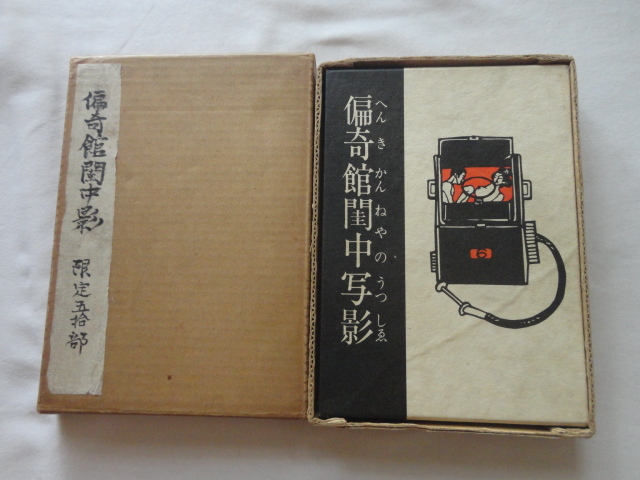 偏奇館閨中影
限定五拾部
偏奇館閨中写影
へんきかんねやのうつしゑ
6